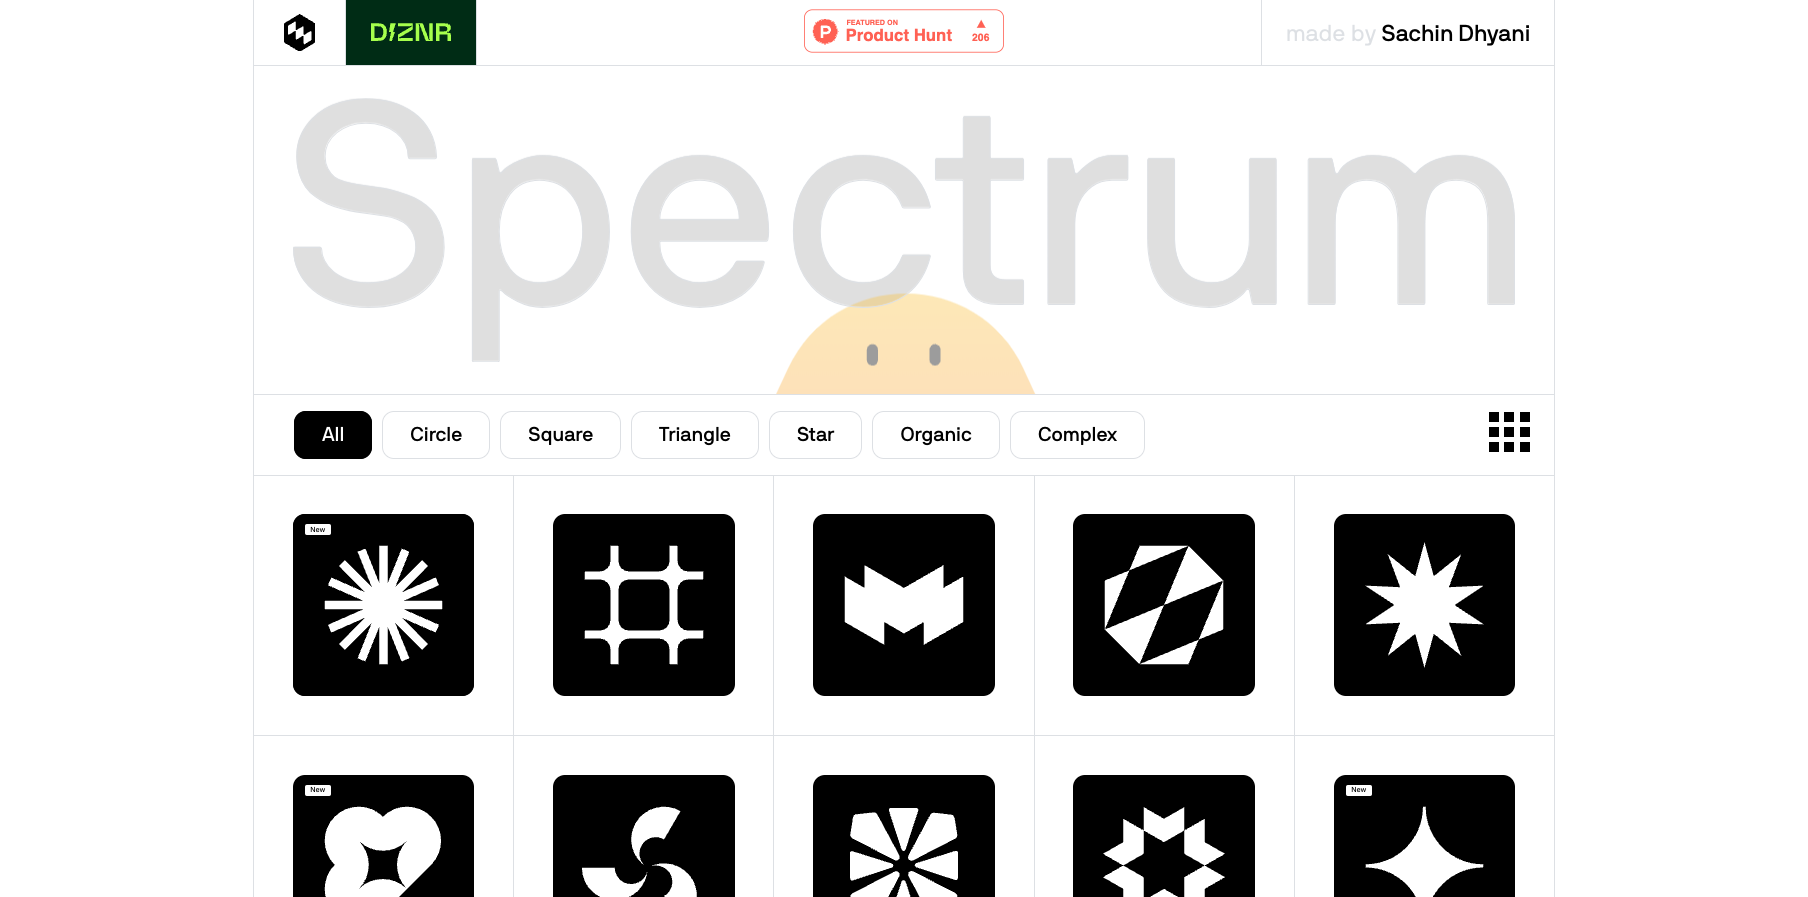 DIZNR
FEATURED ON
Product Hunt
206
made by Sachin Dhyani
Spectrum
All
Circle
Square
Triangle
Star
Organic
Complex
New
New
New